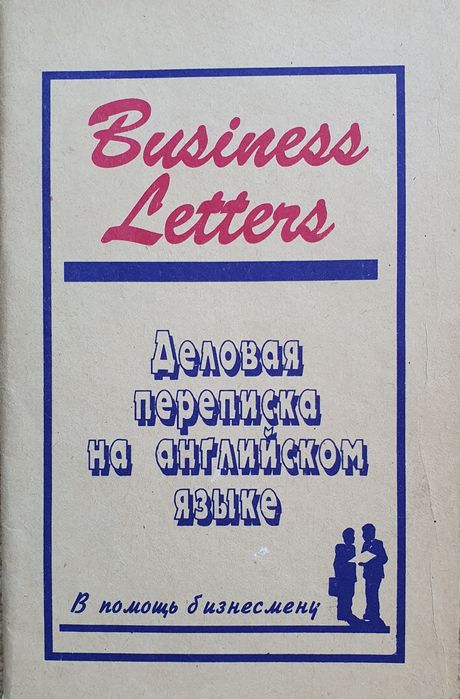 Business
Letters
Деловая
переписка
на английском
языке
В помощь бизнесмену